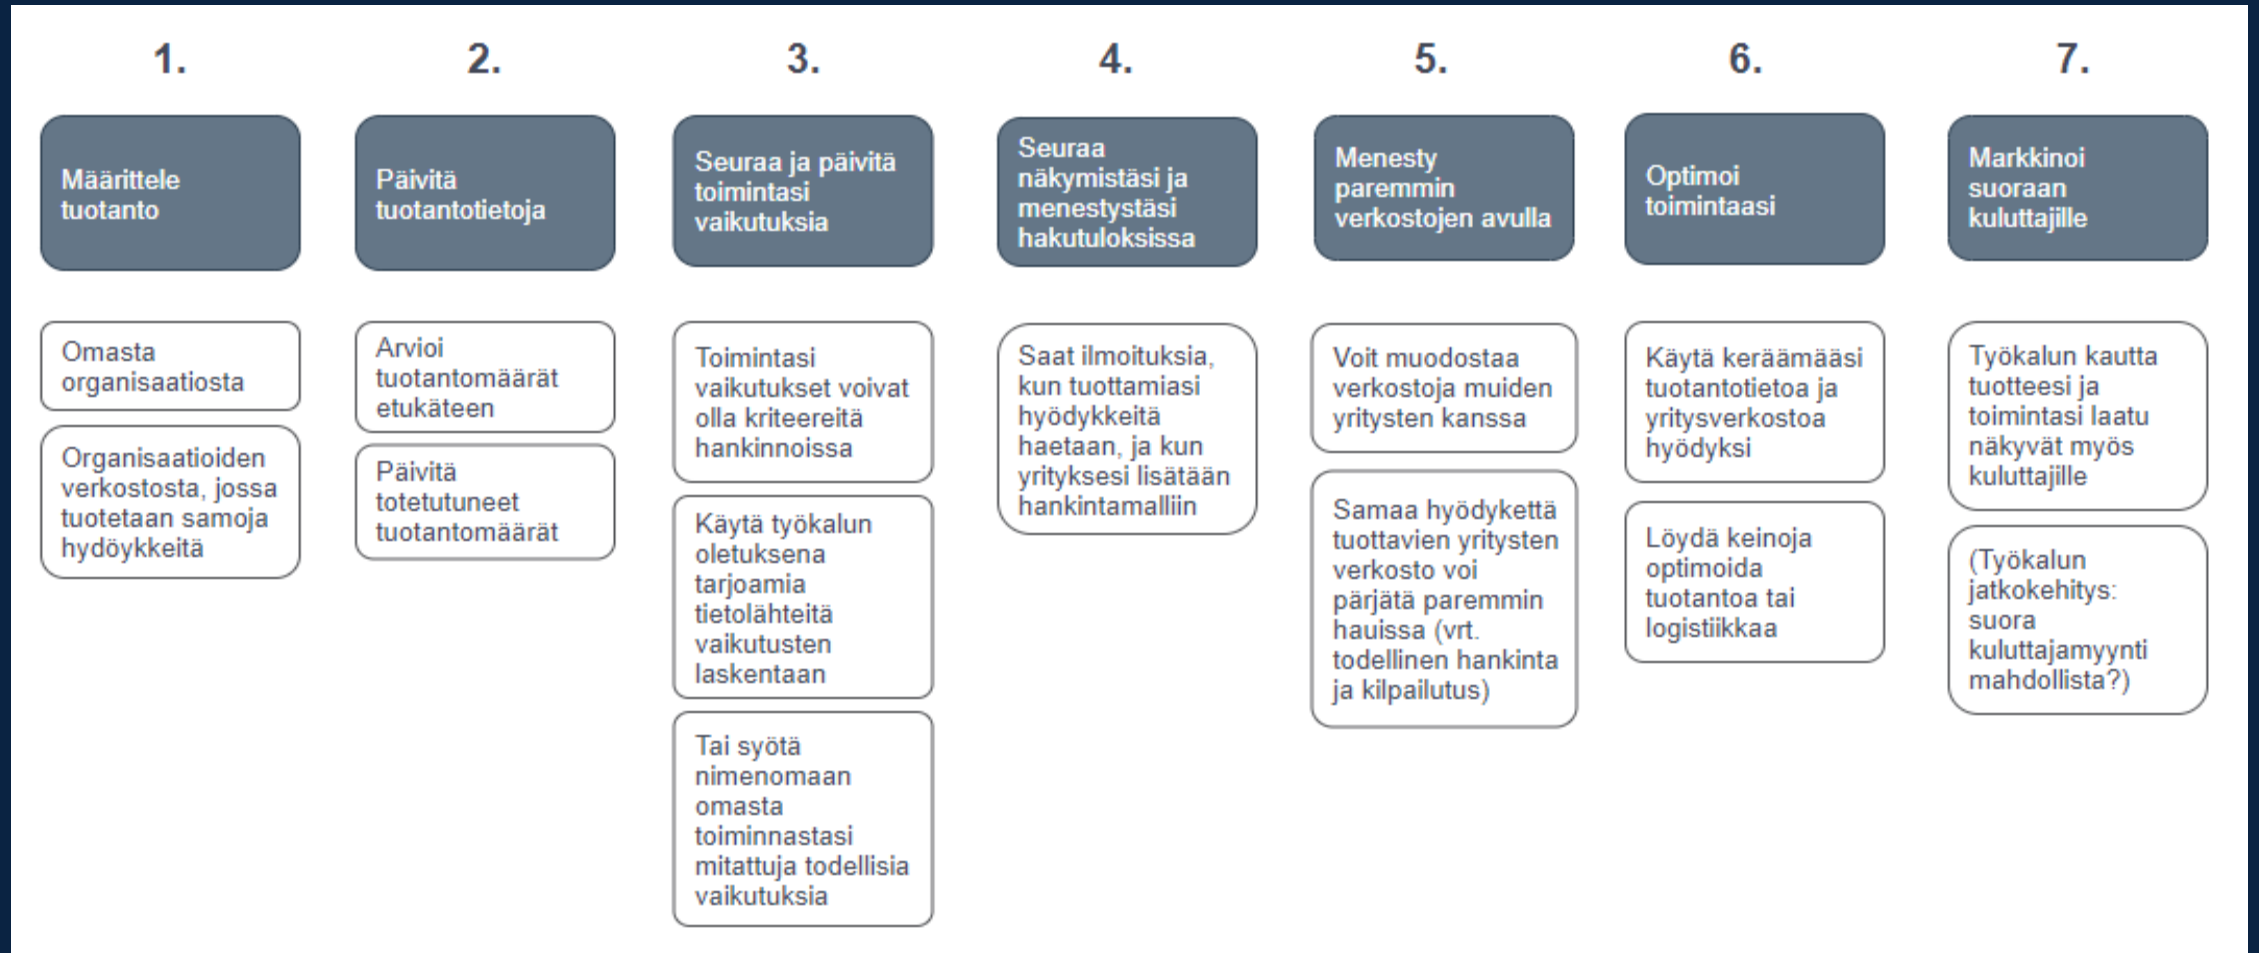 1.
Määrittele
tuotanto
Omasta
organisaatiosta
Organisaatioiden
verkostosta, jossa
tuotetaan samoja
hydöykkeitä
2.
Päivitä
tuotantotietoja
Arvioi
tuotantomäärät
etukäteen
Päivitä
totetutuneet
tuotantomäärät
3.
Seuraa ja päivitä
toimintasi
vaikutuksia
Toimintasi
vaikutukset voivat
olla kriteereitä
hankinnoissa
Käytä työkalun
oletuksena
tarjoamia
tietolähteitä
vaikutusten
laskentaan
Tai syötä
nimenomaan
omasta
toiminnastasi
mitattuja todellisia
vaikutuksia
4.
Seuraa
näkymistäsi ja
menestystäsi
hakutuloksissa
Saat ilmoituksia,
kun tuottamiasi
hyödykkeitä
haetaan, ja kun
yrityksesi lisätään
hankintamalliin
5.
Menesty
paremmin
verkostojen avulla
Voit muodostaa
verkostoja muiden
yritysten kanssa
Samaa hyödykettä
tuottavien yritysten
verkosto voi
pärjätä paremmin
hauissa (vrt.
todellinen hankinta
ja kilpailutus)
6.
Optimoi
toimintaasi
Käytä keräämääsi
tuotantotietoa ja
yritysverkostoa
hyödyksi
Löydä keinoja
optimoida
tuotantoa tai
logistiikkaa
7.
Markkinoi
suoraan
kuluttajille
Työkalun kautta
tuotteesi ja
toimintasi laatu
näkyvät myös
kuluttajille
(Työkalun
jatkokehitys:
suora
kuluttajamyynti
mahdollista?)